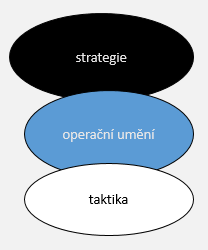 strategie
operační umění
taktika